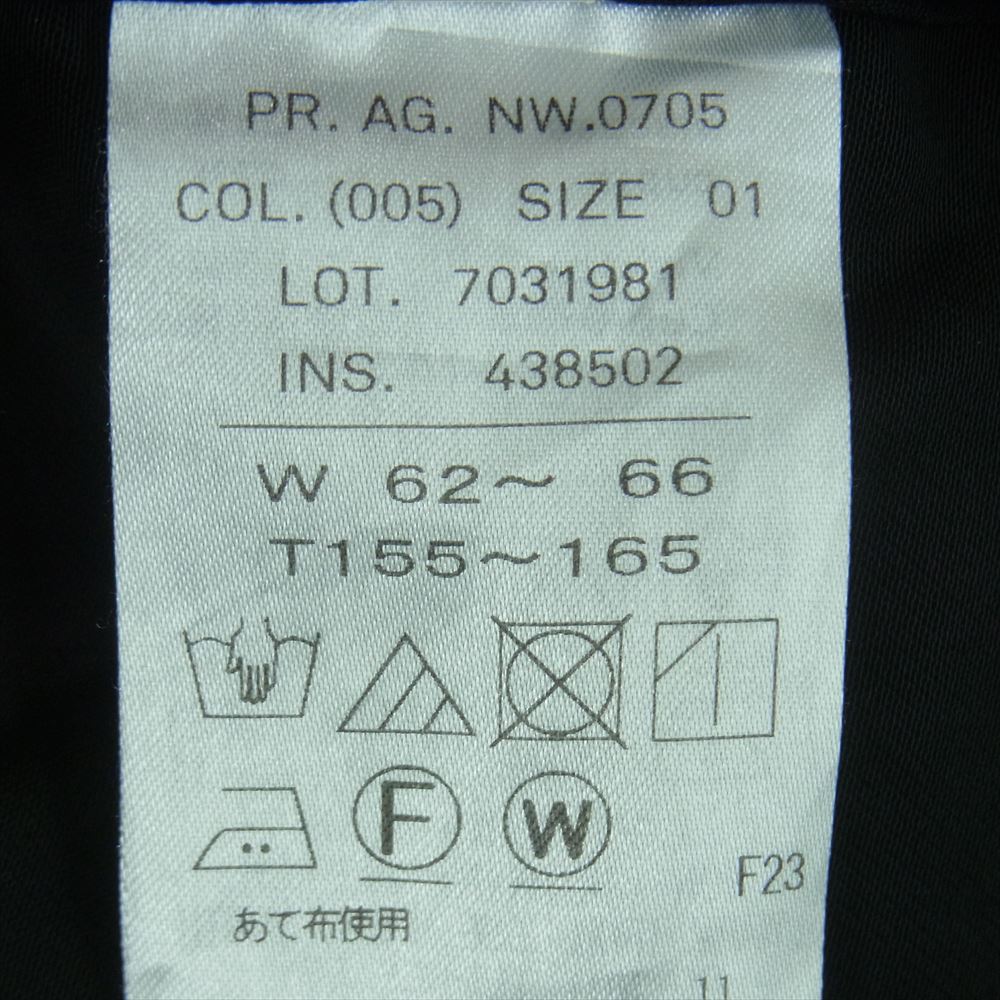 PR. AG. NW.0705
COL. (005) SIZE 01
LOT. 7031981
INS. 438502
W 62～ 66
T155～165
F W
F23
あて布使用
11